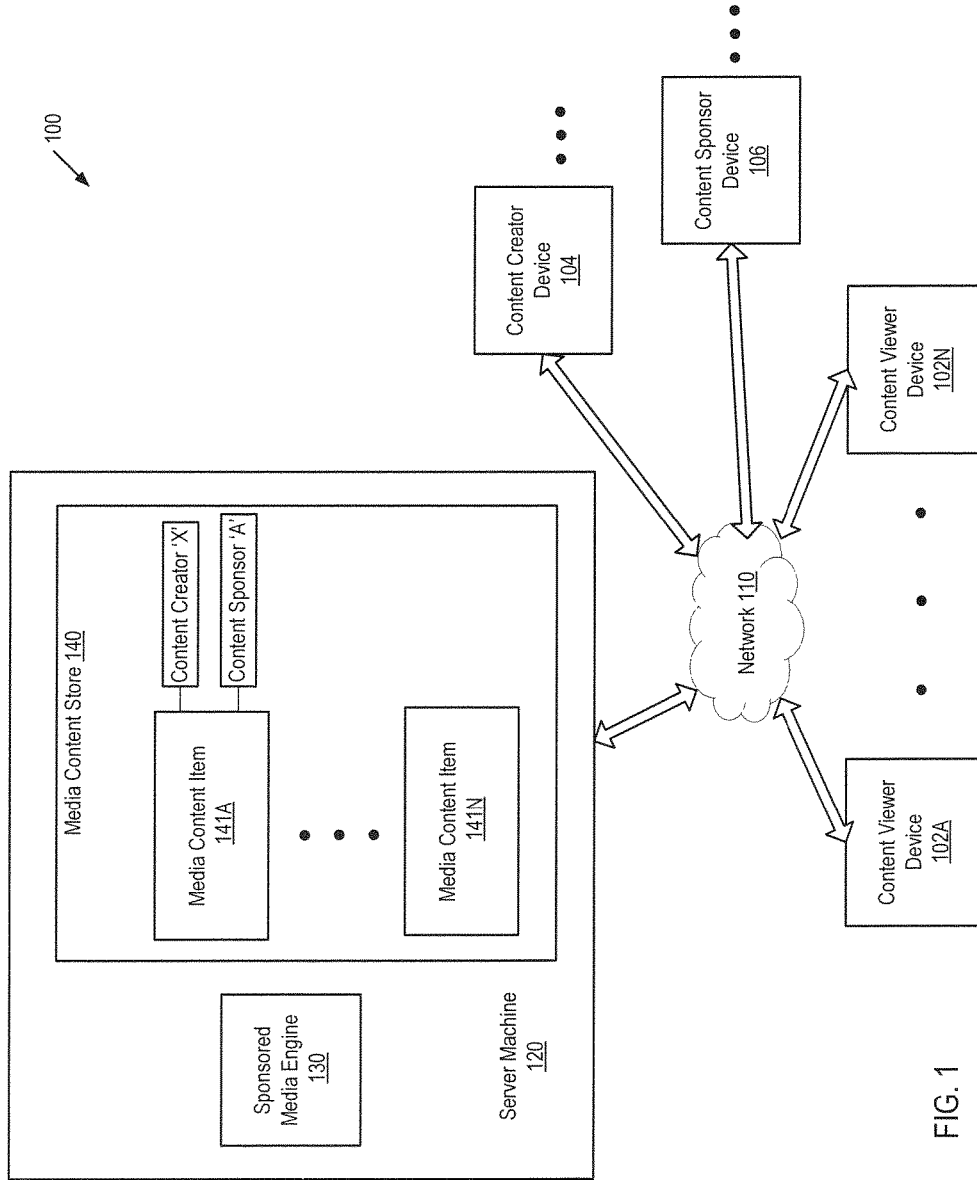 100
Media Content Store 140
Media Content Item
141A
Content Creator 'X'
Content Sponsor 'A'
Media Content Item
141N
Sponsored
Media Engine
130
Server Machine
120
Content Creator
Device
104
Content Sponsor
Device
106
Network 110
Content Viewer
Device
102A
Content Viewer
Device
102N
FIG. 1